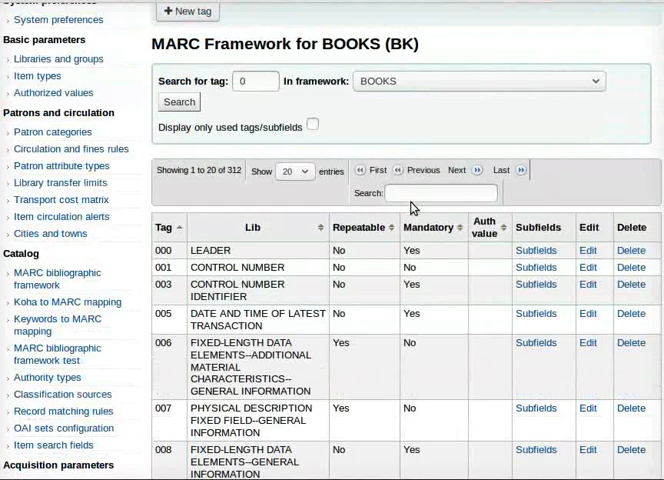 System preferences
System preferences
Basic parameters
Libraries and groups
Item types
Authorized values
Patrons and circulation
Patron categories
Circulation and fines rules
Patron attribute types
Library transfer limits
Transport cost matrix
Item circulation alerts
Cities and towns
Catalog
MARC bibliographic
framework
Koha to MARC mapping
Keywords to MARC
mapping
MARC bibliographic
framework test
Authority types
Classification sources
Record matching rules
OAI sets configuration
Item search fields
Acquisition parameters
+ New tag
MARC Framework for BOOKS (BK)
Search for tag: 0 In framework: BOOKS
Search
Display only used tags/subfields
Showing 1 to 20 of 312 Show 20 entries First Previous Next Last
Search:
Tag Lib Repeatable Mandatory Auth value Subfields Edit Delete
000 LEADER No Yes Subfields Edit Delete
001 CONTROL NUMBER No No Subfields Edit Delete
003 CONTROL NUMBER No Yes Subfields Edit Delete
IDENTIFIER
005 DATE AND TIME OF LATEST No Yes Subfields Edit Delete
TRANSACTION
006 FIXED-LENGTH DATA Yes No Subfields Edit Delete
ELEMENTS--ADDITIONAL
MATERIAL
CHARACTERISTICS--
GENERAL INFORMATION
007 PHYSICAL DESCRIPTION Yes No Subfields Edit Delete
FIXED FIELD--GENERAL
INFORMATION
008 FIXED-LENGTH DATA No Yes Subfields Edit Delete
ELEMENTS--GENERAL
INFORMATION